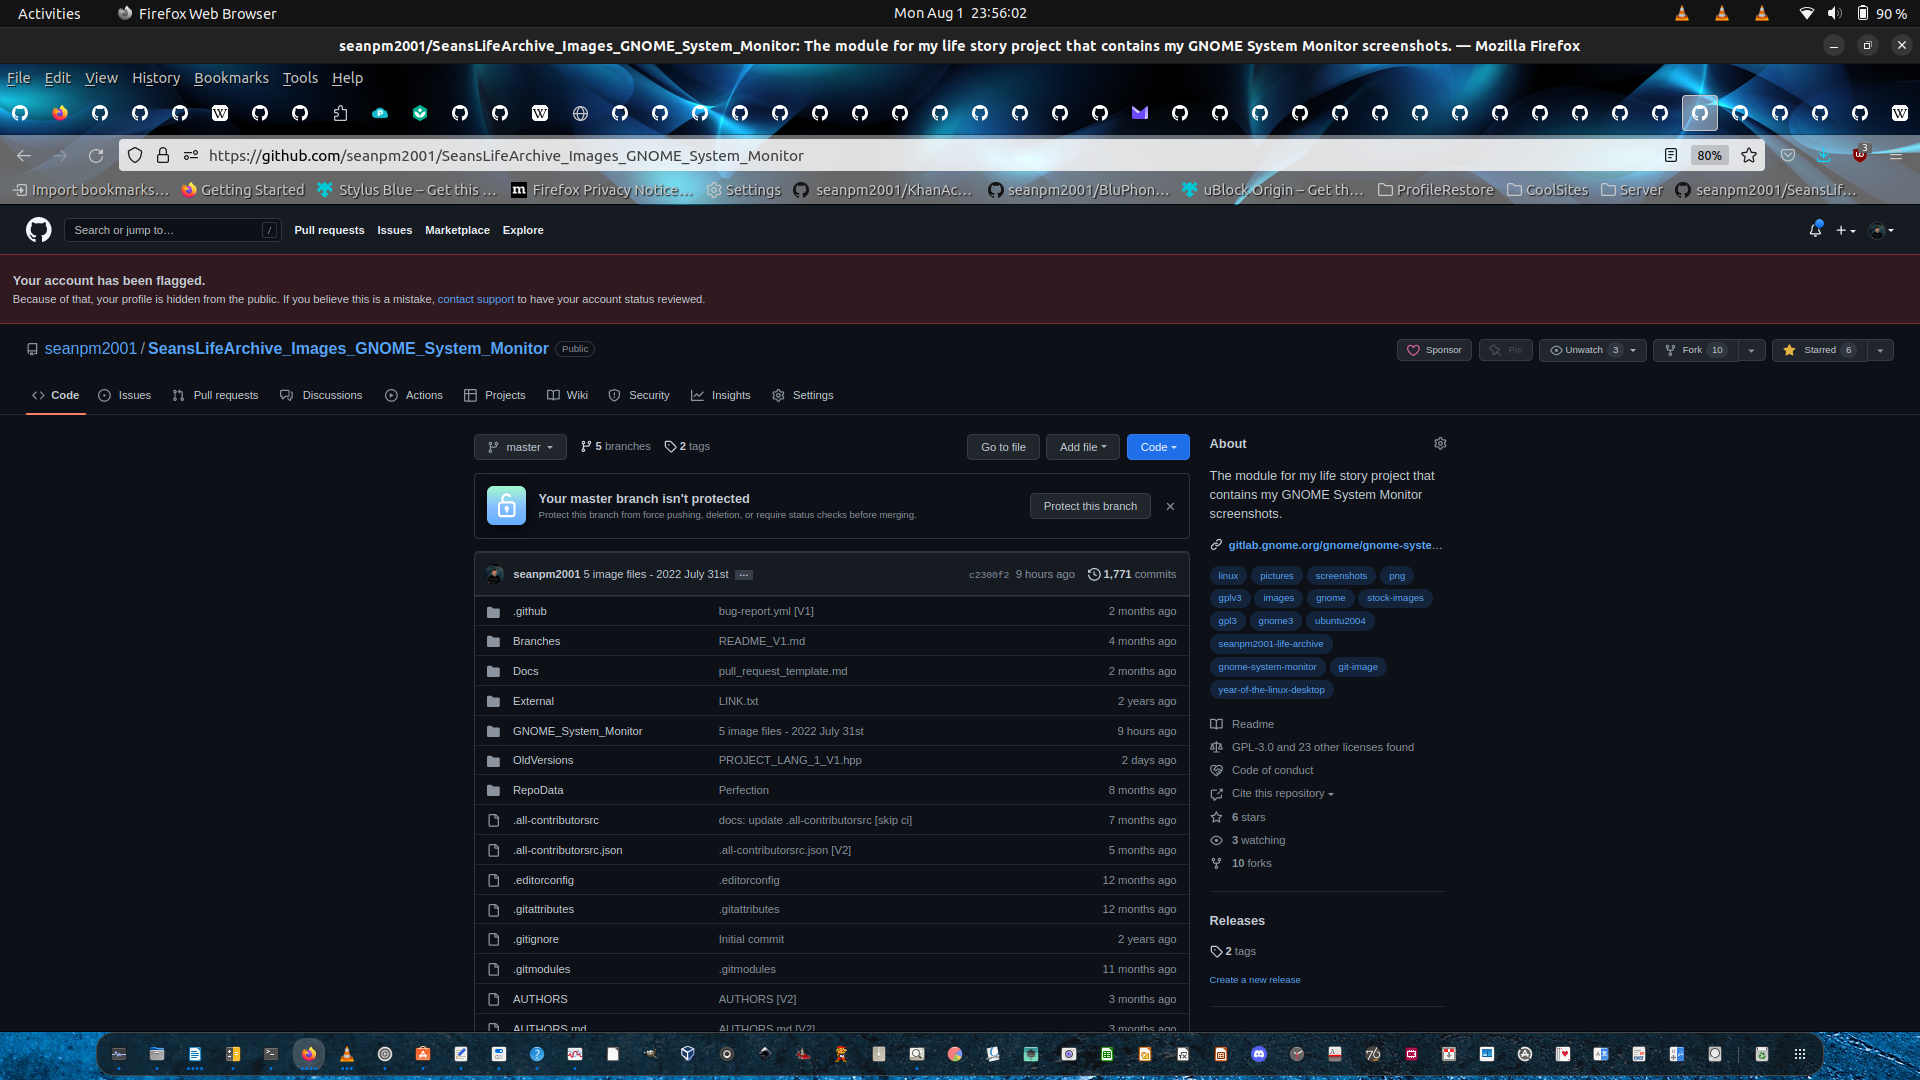 Activities Firefox Web Browser Mon Aug 1 23:56:02 90 %
seanpm2001/SeansLifeArchive_Images_GNOME_System_Monitor: The module for my life story project that contains my GNOME System Monitor screenshots. — Mozilla Firefox
File Edit View History Bookmarks Tools Help
https://github.com/seanpm2001/SeansLifeArchive_Images_GNOME_System_Monitor 80% 3
Import bookmarks… Getting Started Stylus Blue – Get this … Firefox Privacy Notice… Settings seanpm2001/KhanAc… seanpm2001/BluPhon… uBlock Origin – Get th… ProfileRestore CoolSites Server seanpm2001/SeansLif…
Search or jump to… / Pull requests Issues Marketplace Explore
Your account has been flagged.
Because of that, your profile is hidden from the public. If you believe this is a mistake, contact support to have your account status reviewed.
seanpm2001 / SeansLifeArchive_Images_GNOME_System_Monitor Public Sponsor Pin Unwatch 3 Fork 10 Starred 6
Code Issues Pull requests Discussions Actions Projects Wiki Security Insights Settings
master 5 branches 2 tags Go to file Add file Code
Your master branch isn't protected
Protect this branch from force pushing, deletion, or require status checks before merging.
Protect this branch
seanpm2001 5 image files - 2022 July 31st … c2300f2 9 hours ago 1,771 commits
.github bug-report.yml [V1] 2 months ago
Branches README_V1.md 4 months ago
Docs pull_request_template.md 2 months ago
External LINK.txt 2 years ago
GNOME_System_Monitor 5 image files - 2022 July 31st 9 hours ago
OldVersions PROJECT_LANG_1_V1.hpp 2 days ago
RepoData Perfection 8 months ago
.all-contributorsrc docs: update .all-contributorsrc [skip ci] 7 months ago
.all-contributorsrc.json .all-contributorsrc.json [V2] 5 months ago
.editorconfig .editorconfig 12 months ago
.gitattributes .gitattributes 12 months ago
.gitignore Initial commit 2 years ago
.gitmodules .gitmodules 11 months ago
AUTHORS AUTHORS [V2] 3 months ago
AUTHORS.md AUTHORS.md [V2] 3 months ago
About
The module for my life story project that
contains my GNOME System Monitor
screenshots.
gitlab.gnome.org/gnome/gnome-syste…
linux pictures screenshots png
gplv3 images gnome stock-images
gpl3 gnome3 ubuntu2004
seanpm2001-life-archive
gnome-system-monitor git-image
year-of-the-linux-desktop
Readme
GPL-3.0 and 23 other licenses found
Code of conduct
Cite this repository
6 stars
3 watching
10 forks
Releases
2 tags
Create a new release